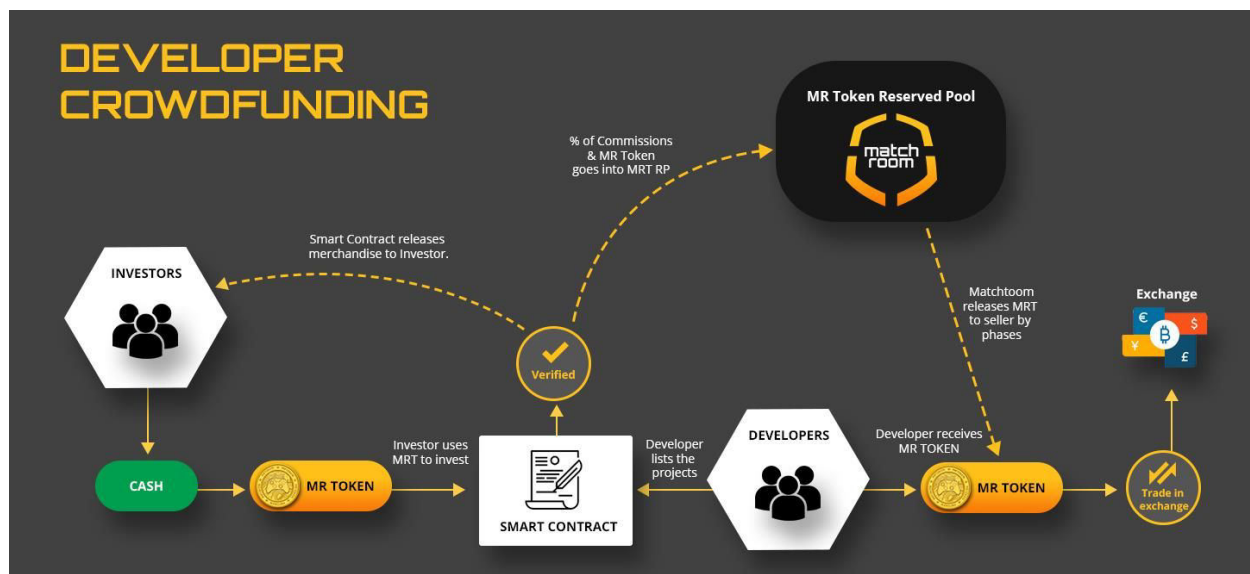 DEVELOPER
CROWDFUNDING
MR Token Reserved Pool
match
room
% of Commissions
& MR Token
goes into MRT RP
Smart Contract releases
merchandise to Investor.
INVESTORS
Matchtoom
releases MRT
to seller by
phases
Exchange
€
$
₿
¥
£
Verified
Investor uses
MRT to invest
Developer
lists the
projects
DEVELOPERS
Developer receives
MR TOKEN
CASH
MR TOKEN
SMART CONTRACT
MR TOKEN
Trade in
exchange